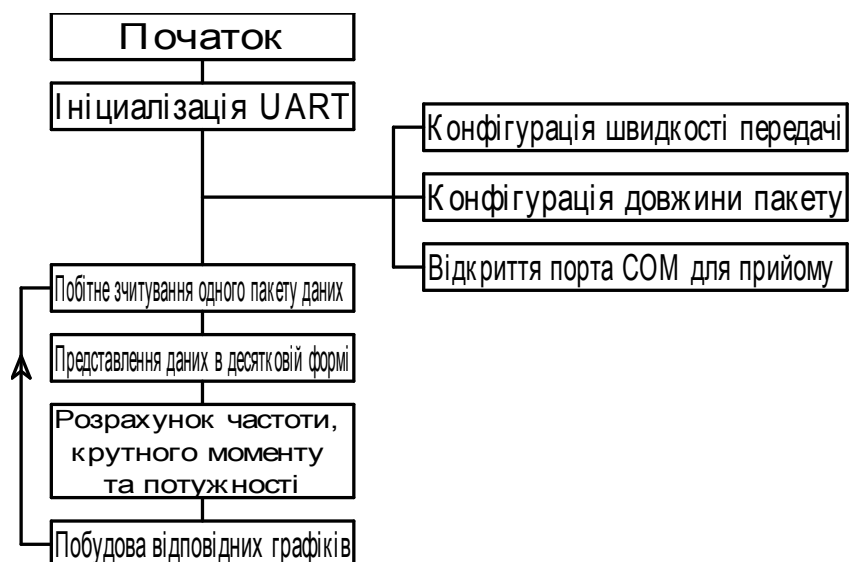 Початок
Ініциалізація UART
Конфігурація швидкості передачі
Конфігурація довжини пакету
Відкриття порта COM для прийому
Побітне зчитування одного пакету даних
Представлення даних в десятковій формі
Розрахунок частоти,
крутного моменту
та потужності
Побудова відповідних графіків